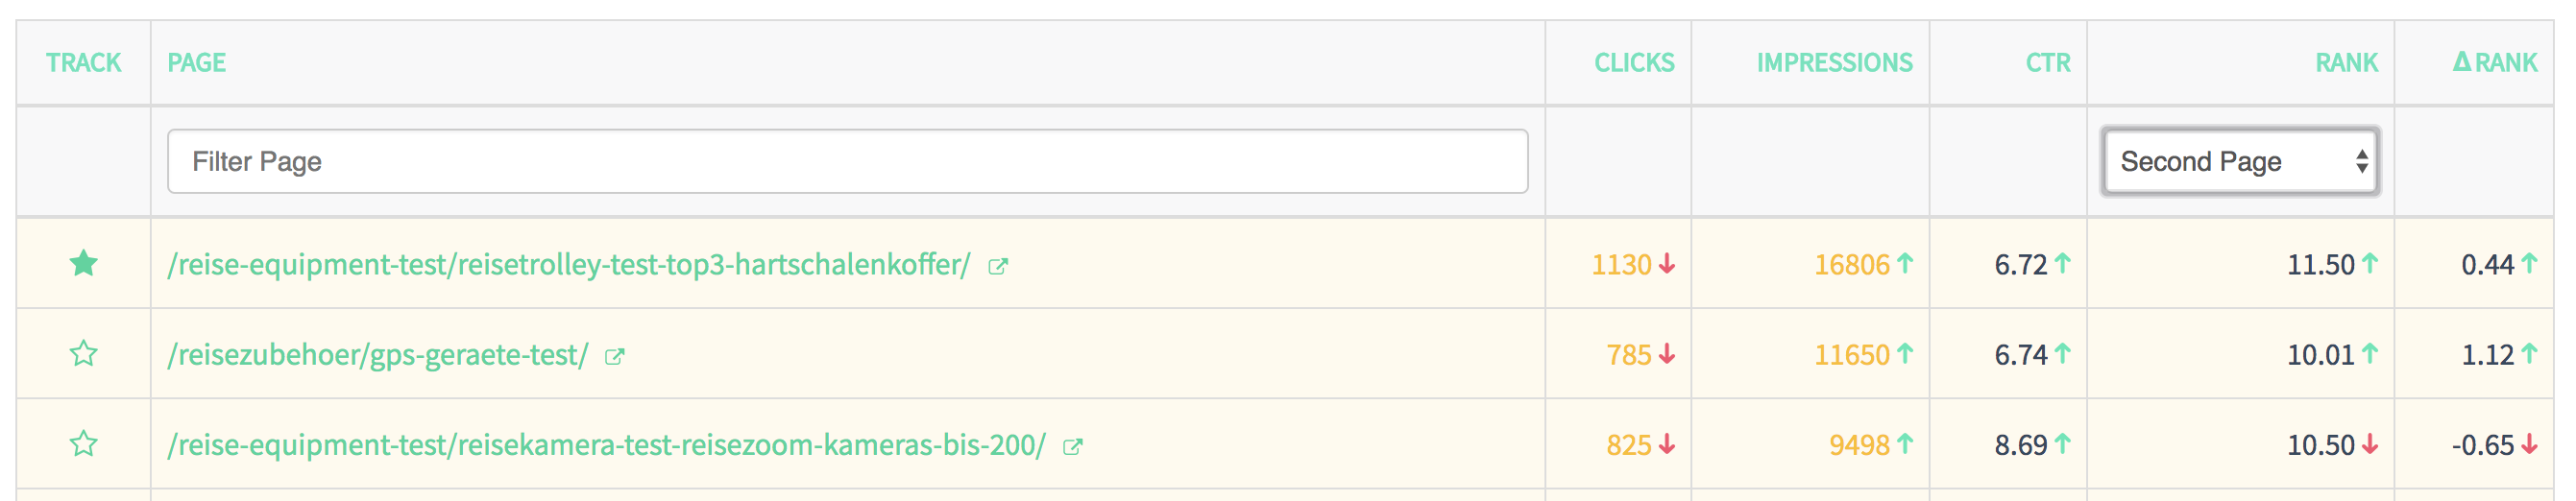 TRACK PAGE CLICKS IMPRESSIONS CTR RANK Δ RANK
Filter Page Second Page
/reise-equipment-test/reisetrolley-test-top3-hartschalenkoffer/ 1130 16806 6.72 11.50 0.44
/reisezubehoer/gps-geraete-test/ 785 11650 6.74 10.01 1.12
/reise-equipment-test/reisekamera-test-reisezoom-kameras-bis-200/ 825 9498 8.69 10.50 -0.65